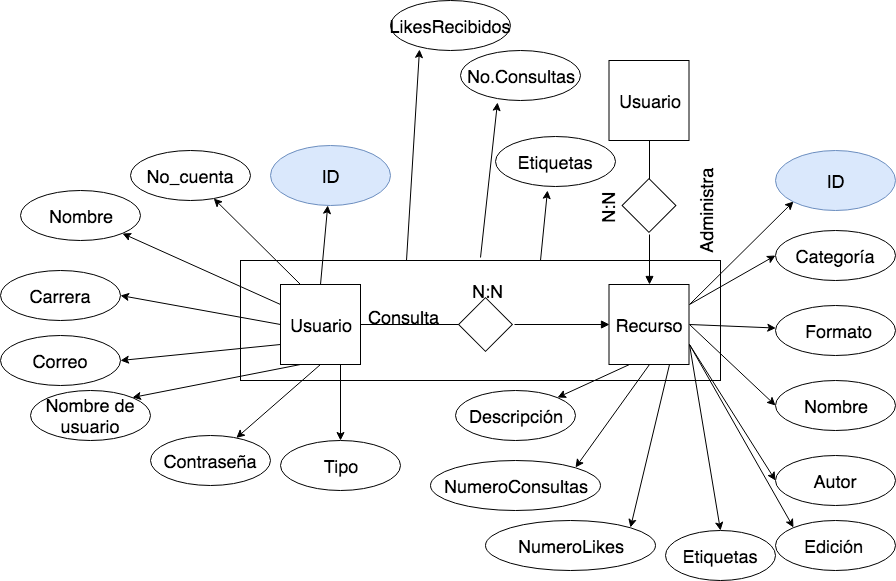 LikesRecibidos
No.Consultas
Usuario
Etiquetas
No_cuenta
ID
ID
Nombre
N:N
Administra
Categoría
Carrera
N:N
Usuario
Consulta
Recurso
Formato
Correo
Nombre de
usuario
Descripción
Nombre
Contraseña
Tipo
NumeroConsultas
Autor
NumeroLikes
Etiquetas
Edición